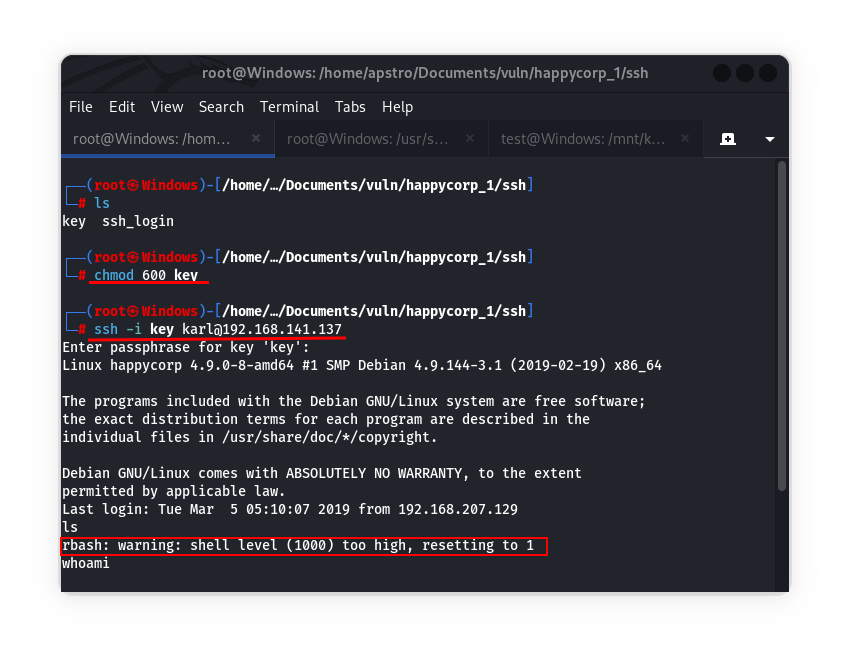 root@Windows: /home/apstro/Documents/vuln/happycorp_1/ssh
File Edit View Search Terminal Tabs Help
root@Windows: /hom… × root@Windows: /usr/s… × test@Windows: /mnt/k… ×
┌──(root㉿Windows)-[/home/…/Documents/vuln/happycorp_1/ssh]
└─# ls
key  ssh_login
┌──(root㉿Windows)-[/home/…/Documents/vuln/happycorp_1/ssh]
└─# chmod 600 key
┌──(root㉿Windows)-[/home/…/Documents/vuln/happycorp_1/ssh]
└─# ssh -i key karl@192.168.141.137
Enter passphrase for key 'key':
Linux happycorp 4.9.0-8-amd64 #1 SMP Debian 4.9.144-3.1 (2019-02-19) x86_64
The programs included with the Debian GNU/Linux system are free software;
the exact distribution terms for each program are described in the
individual files in /usr/share/doc/*/copyright.
Debian GNU/Linux comes with ABSOLUTELY NO WARRANTY, to the extent
permitted by applicable law.
Last login: Tue Mar  5 05:10:07 2019 from 192.168.207.129
ls
rbash: warning: shell level (1000) too high, resetting to 1
whoami